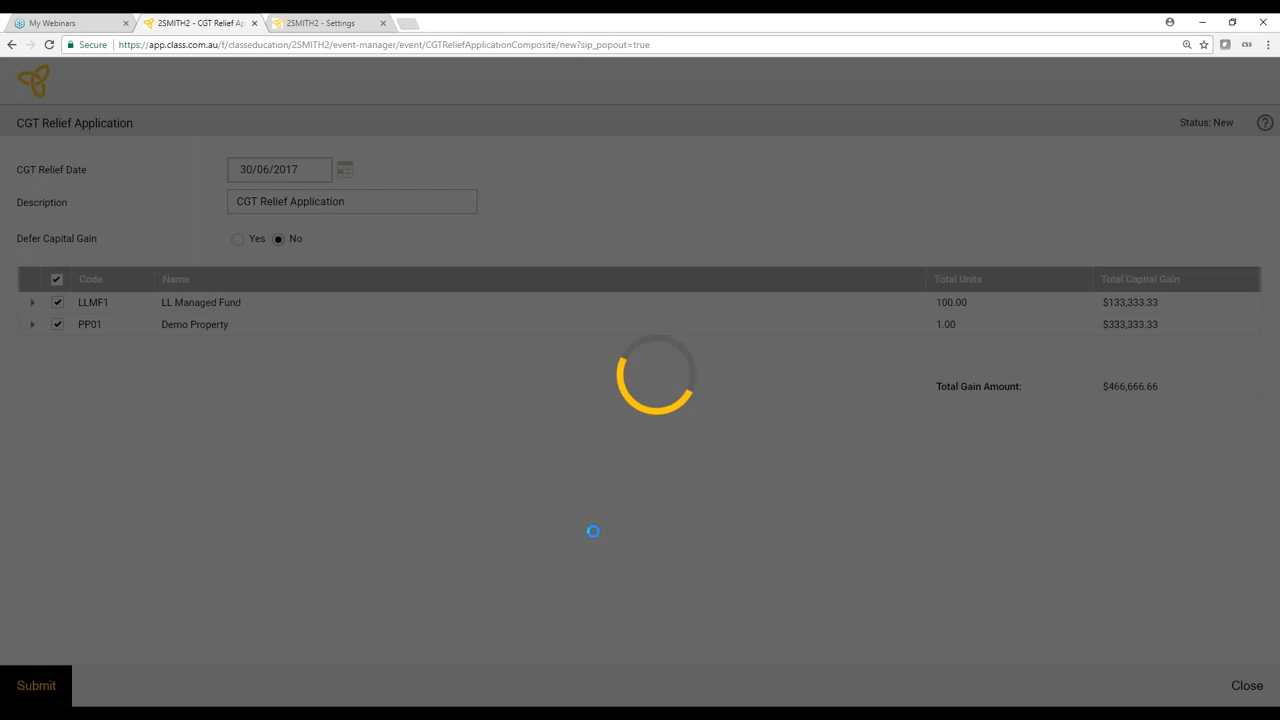 My Webinars
2SMITH2 - CGT Relief Ap
2SMITH2 - Settings
Secure
https://app.class.com.au/f/classeducation/2SMITH2/event-manager/event/CGTReliefApplicationComposite/new?sip_popout=true
css
CGT Relief Application
Status: New
?
CGT Relief Date
30/06/2017
Description
CGT Relief Application
Defer Capital Gain
Yes
No
Code Name Total Units Total Capital Gain
LLMF1 LL Managed Fund 100.00 $133,333.33
PP01 Demo Property 1.00 $333,333.33
Total Gain Amount: $466,666.66
Submit
Close